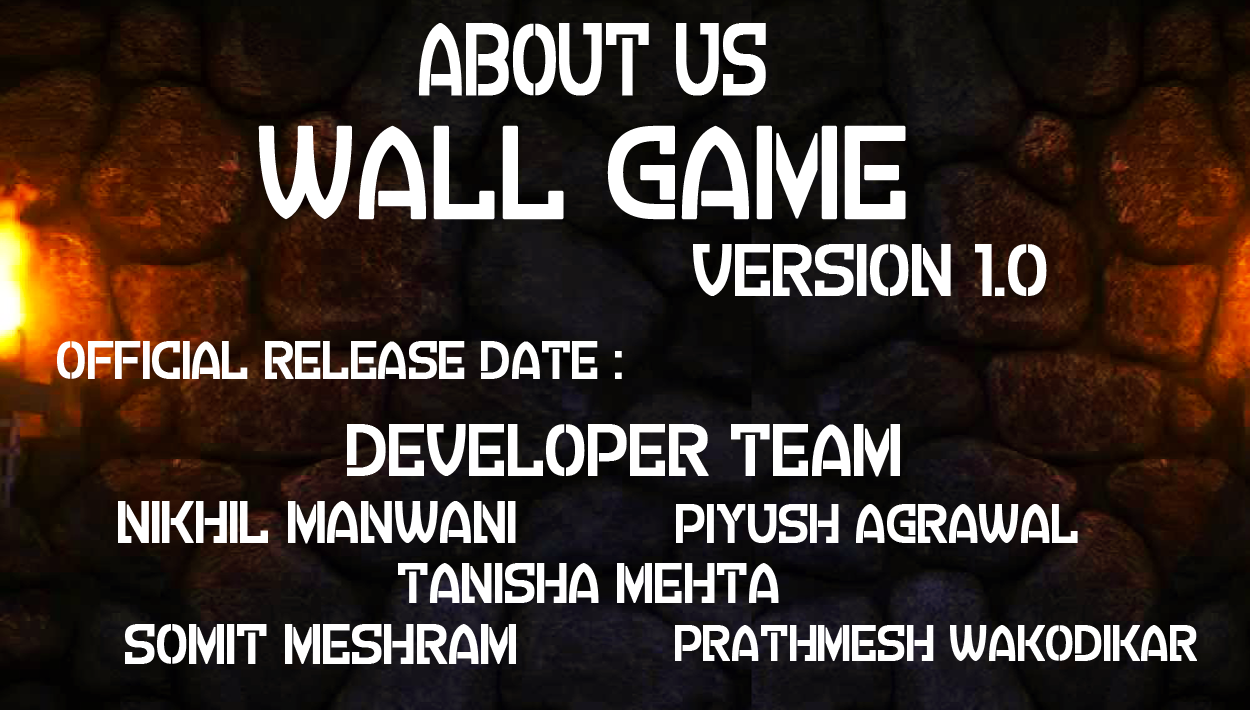 ABOUT US
WALL GAME
VERSION 1.0
OFFICIAL RELEASE DATE :
DEVELOPER TEAM
NIKHIL MANWANI PIYUSH AGRAWAL
TANISHA MEHTA
SOMIT MESHRAM PRATHMESH WAKODIKAR